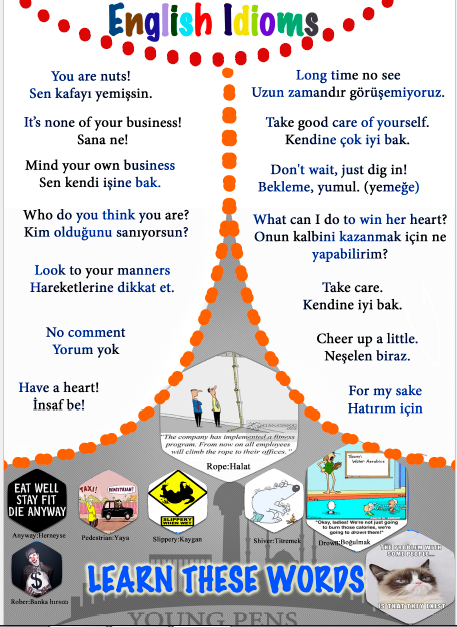 English Idioms
You are nuts!
Sen kafayı yemişsin.
It's none of your business!
Sana ne!
Mind your own business
Sen kendi işine bak.
Who do you think you are?
Kim olduğunu sanıyorsun?
Look to your manners
Hareketlerine dikkat et.
No comment
Yorum yok
Have a heart!
İnsaf be!
Long time no see
Uzun zamandır görüşemiyoruz.
Take good care of yourself.
Kendine çok iyi bak.
Don't wait, just dig in!
Bekleme, yumul. (yemeğe)
What can I do to win her heart?
Onun kalbini kazanmak için ne
yapabilirim?
Take care.
Kendine iyi bak.
Cheer up a little.
Neşelen biraz.
For my sake
Hatırım için
"The company has implemented a fitness
program. From now on all employees
will climb the rope to their offices."
Rope:Halat
EAT WELL
STAY FIT
DIE ANYWAY
Anyway:Herneyse
TAXI!
PEDESTRIAN!
Pedestrian:Yaya
SLIPPERY
WHEN WET
Slippery:Kaygan
Shiver:Titremek
Water Aerobics
"Okay, ladies! We're not just going
to burn those calories, we're
going to drown them!"
Drown:Boğulmak
Rober:Banka hırsızı
LEARN THESE WORDS
THE PROBLEM WITH
SOME PEOPLE...
IS THAT THEY EXIST
YOUNG PENS